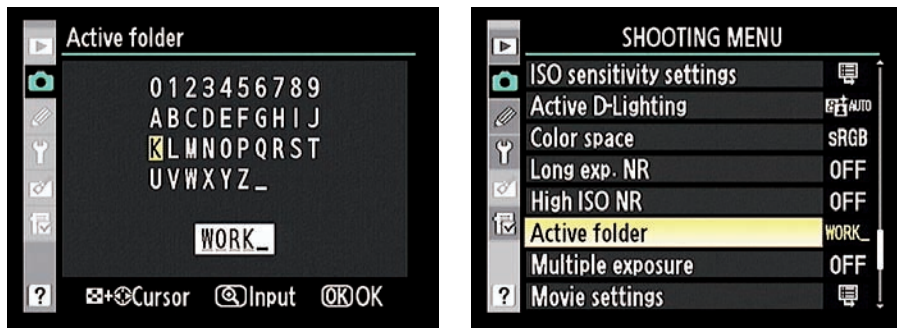 Active folder
0123456789
ABCDEFGHIJ
KLMNOPQRST
UVWXYZ_
WORK_
?
Cursor Input OK OK
SHOOTING MENU
ISO sensitivity settings
Active D-Lighting AUTO
Color space sRGB
Long exp. NR OFF
High ISO NR OFF
Active folder WORK_
Multiple exposure OFF
? Movie settings